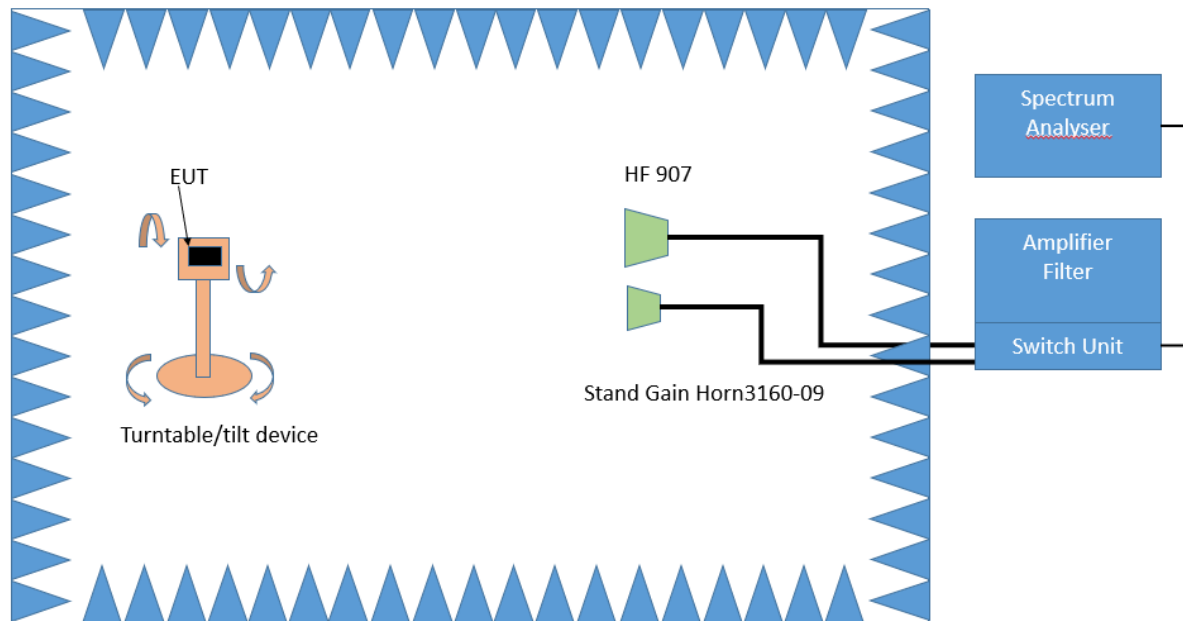 Spectrum
Analyser
EUT
HF 907
Amplifier
Filter
Switch Unit
Stand Gain Horn3160-09
Turntable/tilt device